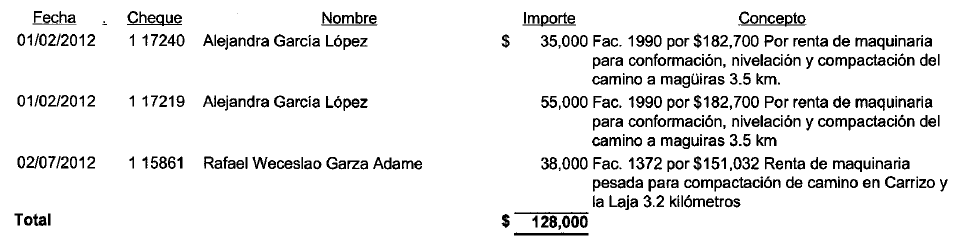 Fecha . Cheque Nombre Importe Concepto
01/02/2012 1 17240 Alejandra García López $ 35,000 Fac. 1990 por $182,700 Por renta de maquinaria
para conformación, nivelación y compactación del
camino a magüiras 3.5 km.
01/02/2012 1 17219 Alejandra García López 55,000 Fac. 1990 por $182,700 Por renta de maquinaria
para conformación, nivelación y compactación del
camino a maguiras 3.5 km
02/07/2012 1 15861 Rafael Weceslao Garza Adame 38,000 Fac. 1372 por $151,032 Renta de maquinaria
pesada para compactación de camino en Carrizo y
la Laja 3.2 kilómetros
Total $ 128,000